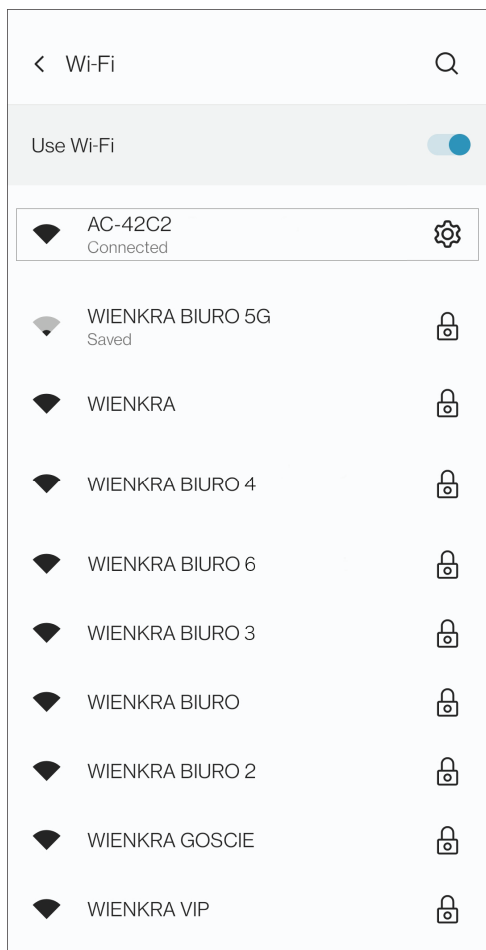 Wi-Fi
Use Wi-Fi
AC-42C2
Connected
WIENKRA BIURO 5G
Saved
WIENKRA
WIENKRA BIURO 4
WIENKRA BIURO 6
WIENKRA BIURO 3
WIENKRA BIURO
WIENKRA BIURO 2
WIENKRA GOSCIE
WIENKRA VIP